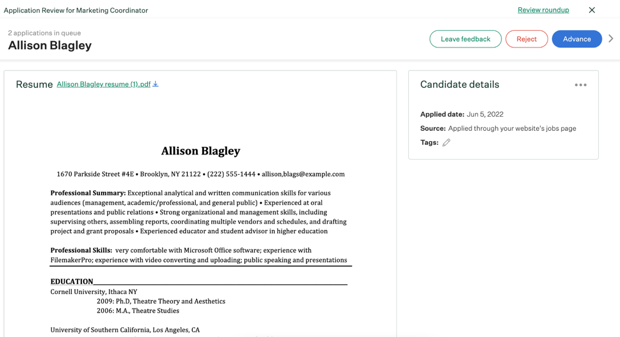 Application Review for Marketing Coordinator
Review roundup
2 applications in queue
Allison Blagley
Leave feedback
Reject
Advance
Resume
Allison Blagley resume (1).pdf
Allison Blagley
1670 Parkside Street #4E • Brooklyn, NY 21122 • (222) 555-1444 • allison,blags@example.com
Professional Summary: Exceptional analytical and written communication skills for various
audiences (management, academic/professional, and general public) • Experienced at oral
presentations and public relations • Strong organizational and management skills, including
supervising others, assembling reports, coordinating multiple vendors and schedules, and drafting
project and grant proposals • Experienced educator and student advisor in higher education
Professional Skills: very comfortable with Microsoft Office software; experience with
FilemakerPro; experience with video converting and uploading; public speaking and presentations
EDUCATION
Cornell University, Ithaca NY
2009: Ph.D, Theatre Theory and Aesthetics
2006: M.A., Theatre Studies
University of Southern California, Los Angeles, CA
Candidate details
Applied date: Jun 5, 2022
Source: Applied through your website's jobs page
Tags: